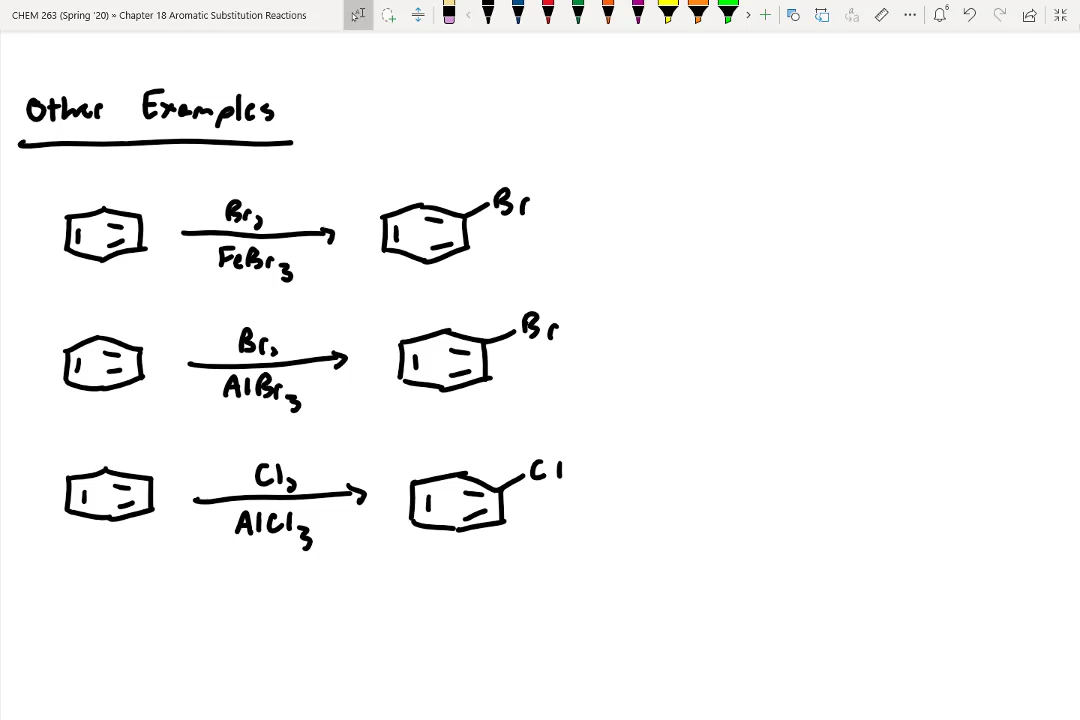 CHEM 263 (Spring '20) » Chapter 18 Aromatic Substitution Reactions
6
Other Examples
Br2
FeBr3
Br
Br2
AlBr3
Br
Cl2
AlCl3
Cl